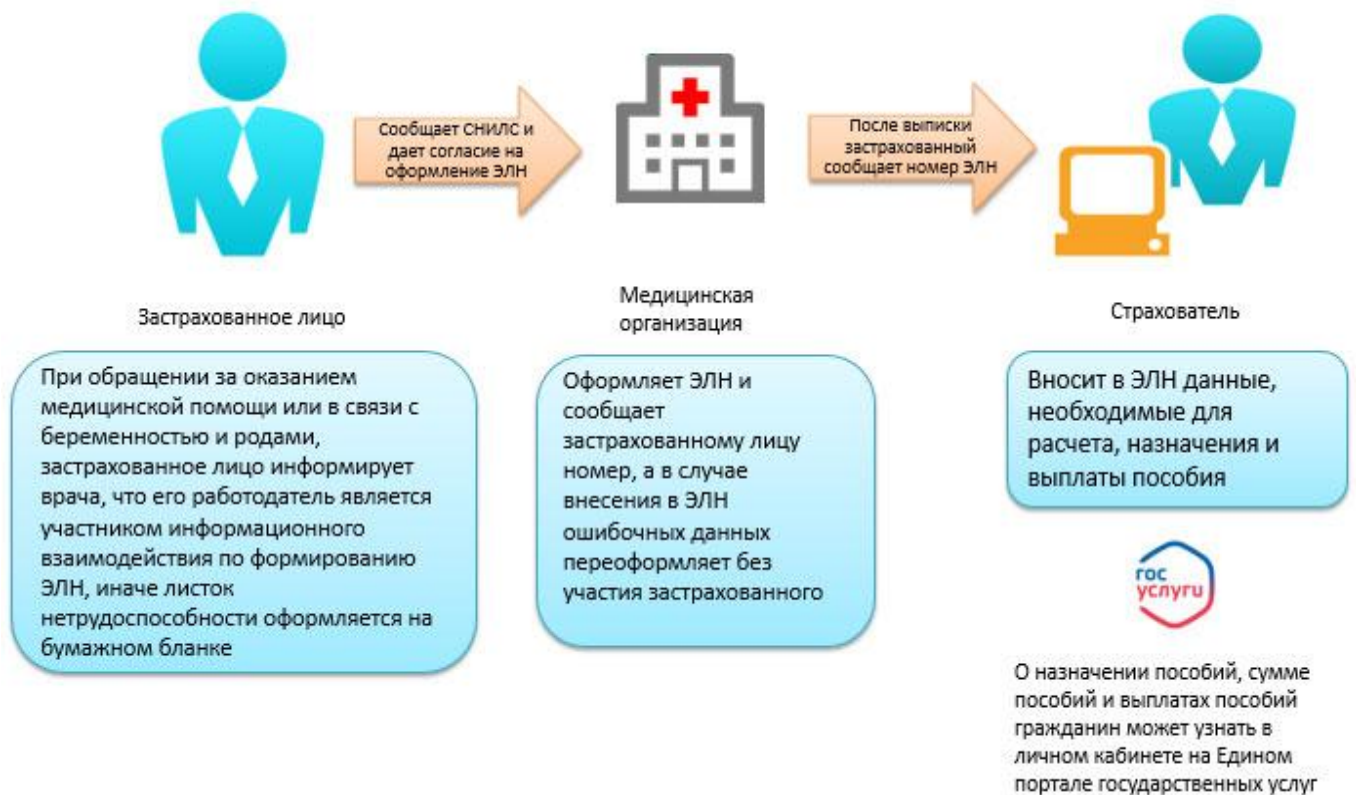 Сообщает СНИЛС и
дает согласие на
оформление ЭЛН
После выписки
застрахованный
сообщает номер ЭЛН
Застрахованное лицо
Медицинская
организация
Страхователь
При обращении за оказанием
медицинской помощи или в связи с
беременностью и родами,
застрахованное лицо информирует
врача, что его работодатель является
участником информационного
взаимодействия по формированию
ЭЛН, иначе листок
нетрудоспособности оформляется на
бумажном бланке
Оформляет ЭЛН и
сообщает
застрахованному лицу
номер, а в случае
внесения в ЭЛН
ошибочных данных
переоформляет без
участия застрахованного
Вносит в ЭЛН данные,
необходимые для
расчета, назначения и
выплаты пособия
гос
услуги
О назначении пособий, сумме
пособий и выплатах пособий
гражданин может узнать в
личном кабинете на Едином
портале государственных услуг